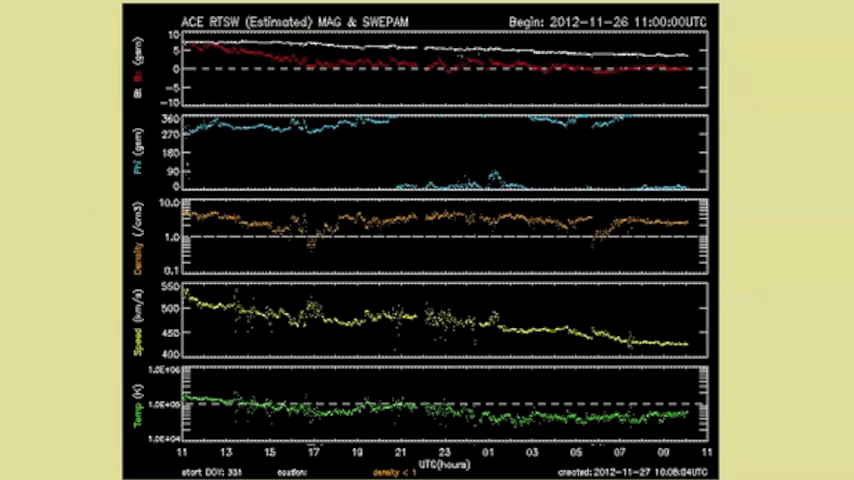 ACE RTSW (Estimated) MAG & SWEPAM Begin: 2012-11-26 11:00:00UTC
Bt Bz (gsm)
10
5
0
-5
-10
Phi (gsm)
360
270
180
90
0
Density (/cm3)
10.0
1.0
0.1
Speed (km/s)
550
500
450
400
Temp (K)
1.0E+06
1.0E+05
1.0E+04
11 13 15 17 19 21 23 01 03 05 07 09 11
UTC(hours)
start DOY: 331 density < 1 created: 2012-11-27 10:08:04UTC